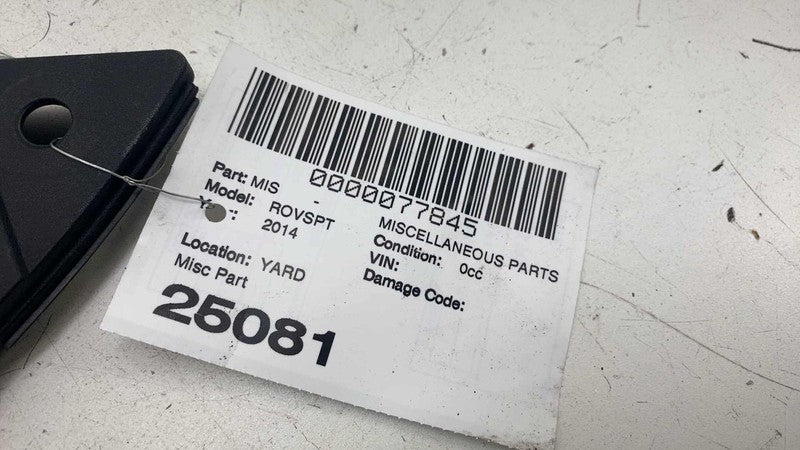 0000077845
Part: MIS - MISCELLANEOUS PARTS
Model: ROVSPT Condition: 0cc
2014 VIN:
Location: YARD Damage Code:
Misc Part
25081